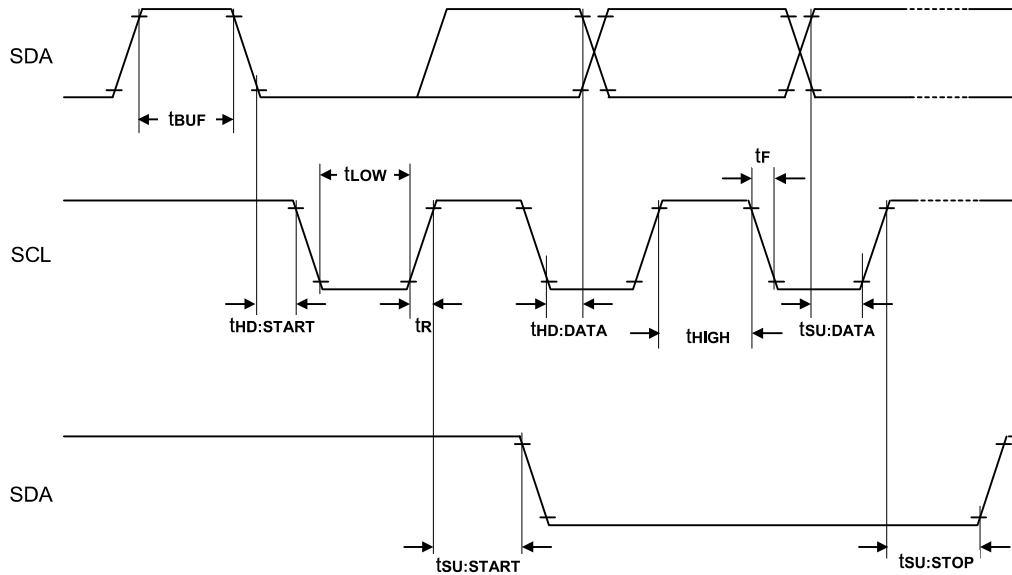 SDA
tBUF
tLOW
tF
SCL
tHD:START
tR
tHD:DATA
tHIGH
tSU:DATA
SDA
tSU:START
tSU:STOP